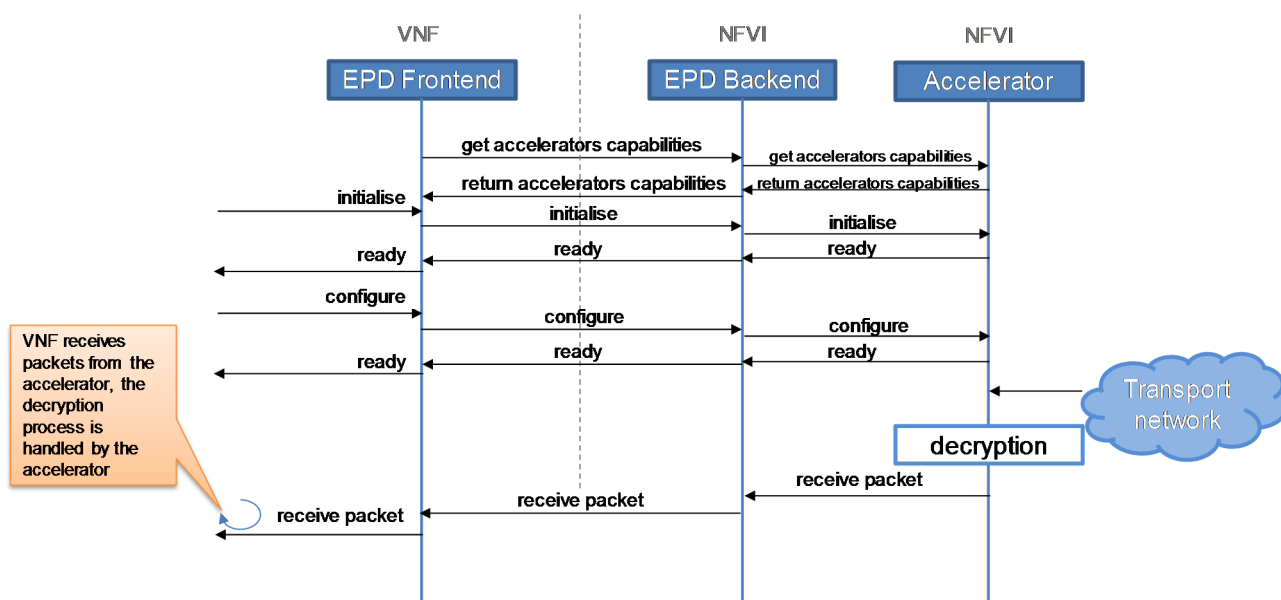 VNF
NFVI
NFVI
EPD Frontend
EPD Backend
Accelerator
get accelerators capabilities
get accelerators capabilities
return accelerators capabilities
return accelerators capabilities
initialise
initialise
initialise
ready
ready
ready
configure
configure
configure
ready
ready
ready
VNF receives
packets from the
accelerator, the
decryption
process is
handled by the
accelerator
Transport
network
decryption
receive packet
receive packet
receive packet